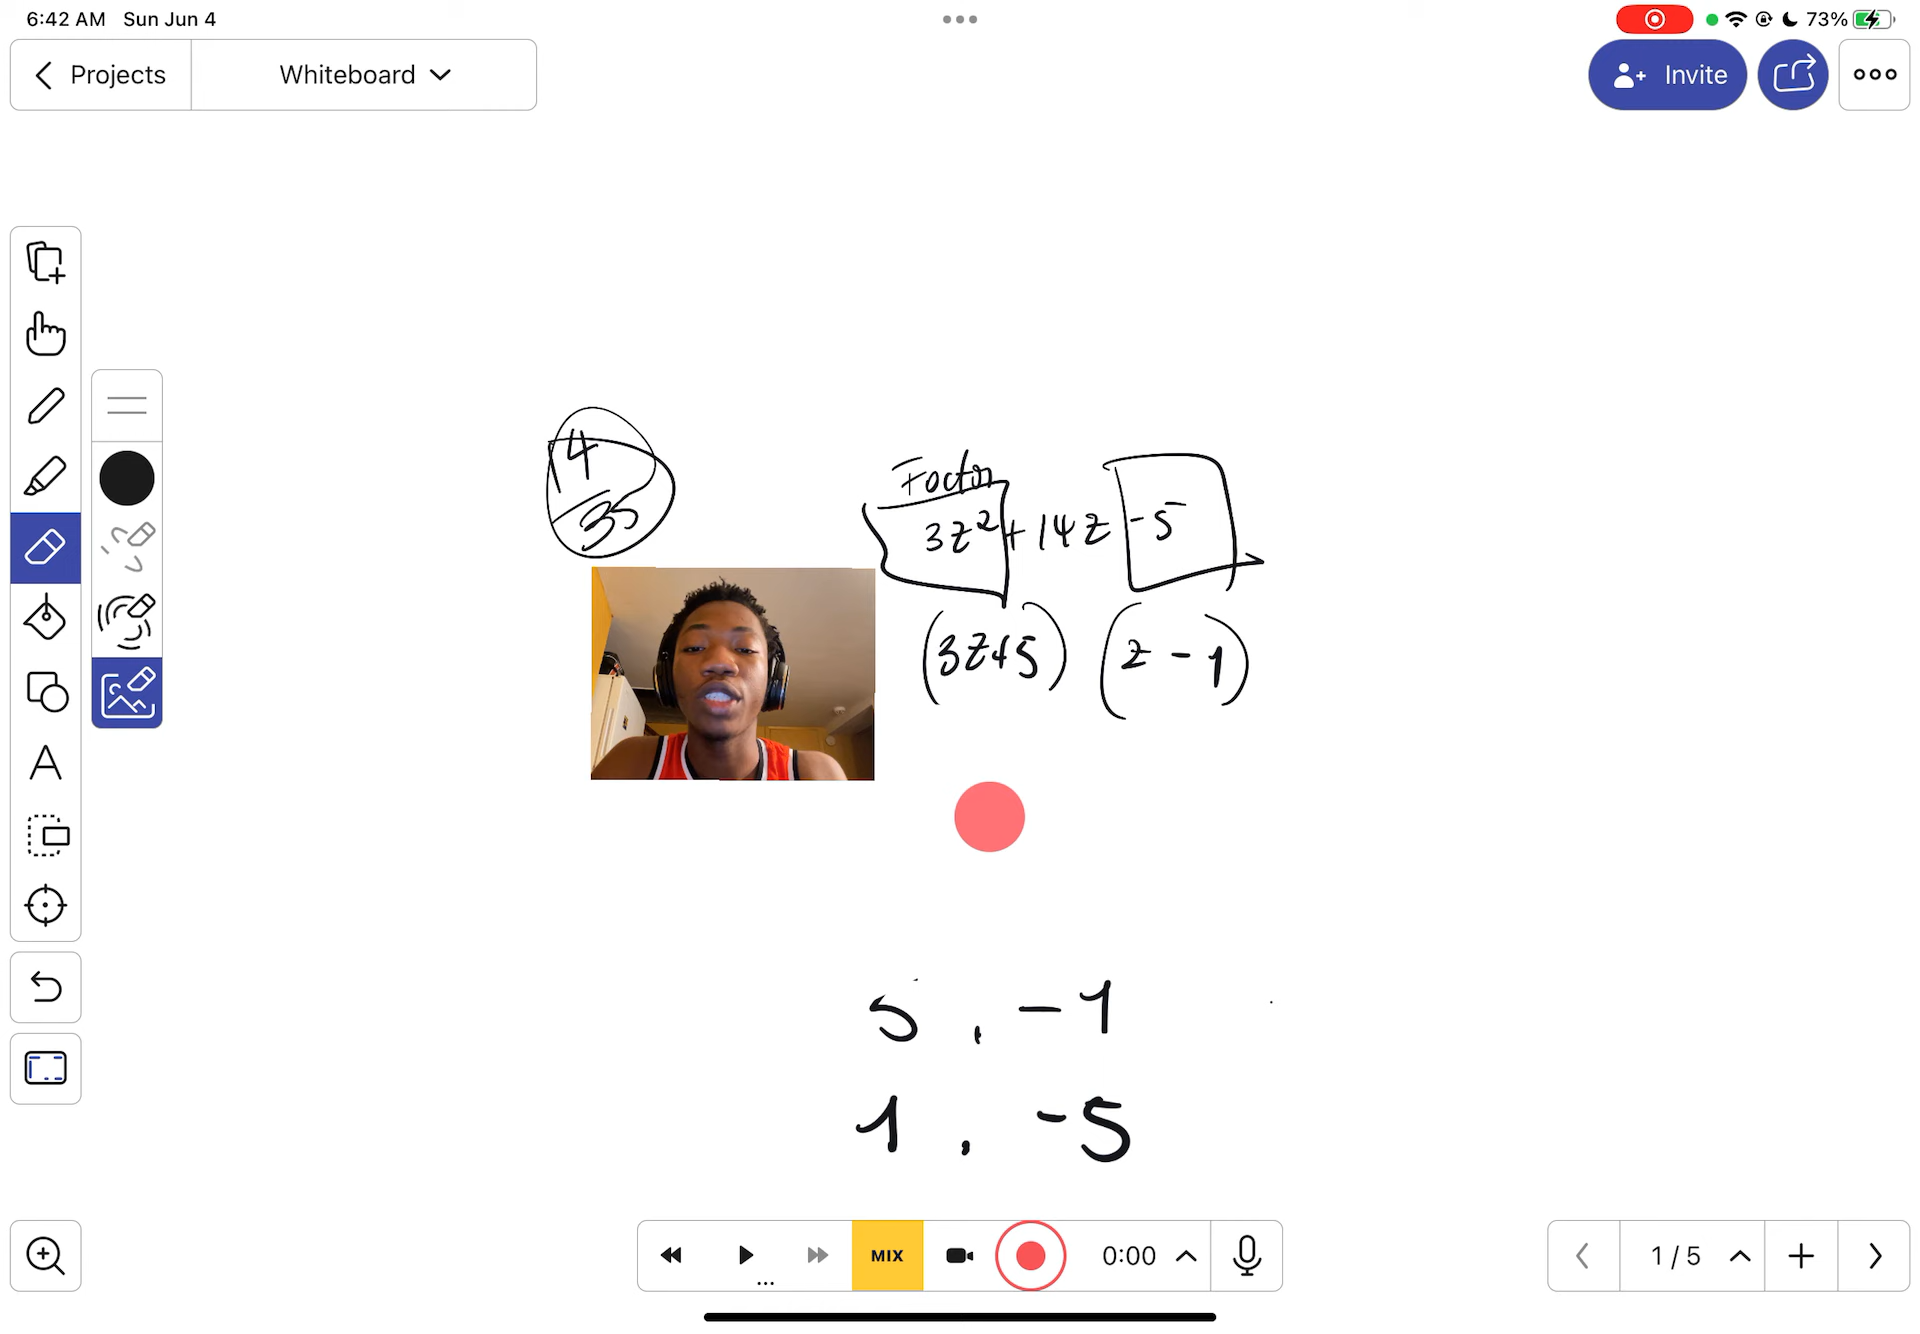 6:42 AM Sun Jun 4
73%
Projects
Whiteboard
Invite
14
35
Factor
3z² + 14z - 5
(3z+5) (z - 1)
A
5 , - 1
1 , - 5
MIX
0:00
1 / 5